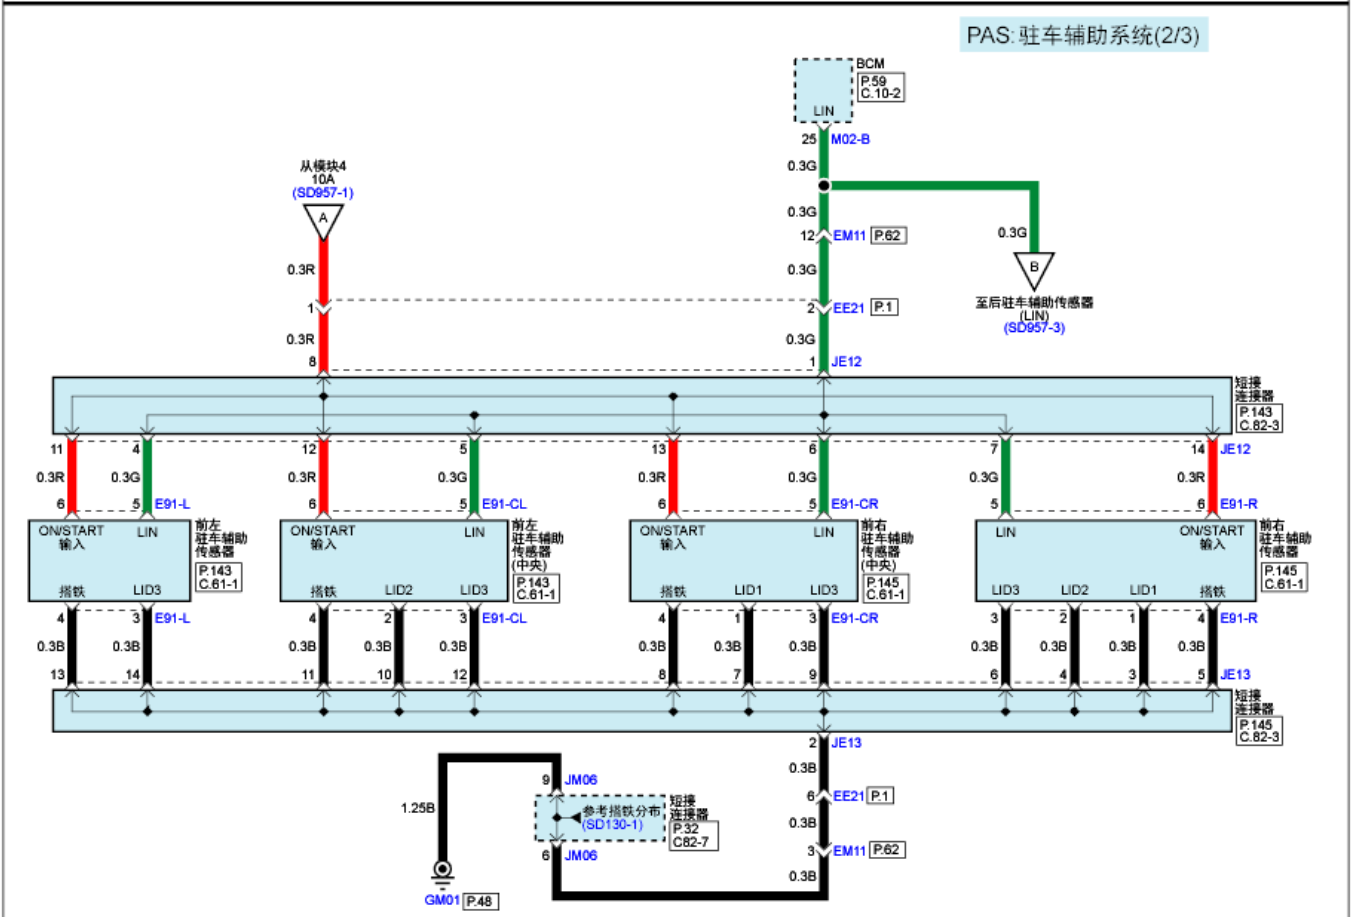 PAS: 驻车辅助系统(2/3)
BCM
P.59
C.10-2
LIN
25 M02-B
0.3G
从模块4
10A
(SD957-1)
A
0.3G
12 EM11 P.62
0.3G
B
至后驻车辅助传感器
(LIN)
(SD957-3)
0.3R
0.3G
1
2 EE21 P.1
0.3R
0.3G
8
1 JE12
短接
连接器
P.143
C.82-3
11 4 12 5 13 6 7 14 JE12
0.3R 0.3G 0.3R 0.3G 0.3R 0.3G 0.3G 0.3R
6 5 E91-L 6 5 E91-CL 6 5 E91-CR 5 6 E91-R
ON/START
输入
LIN
搭铁
LID3
前左
驻车辅助
传感器
P.143
C.61-1
ON/START
输入
LIN
搭铁
LID2
LID3
前左
驻车辅助
传感器
(中央)
P.143
C.61-1
ON/START
输入
LIN
搭铁
LID1
LID3
前右
驻车辅助
传感器
(中央)
P.145
C.61-1
LIN
ON/START
输入
LID3
LID2
LID1
搭铁
前右
驻车辅助
传感器
P.145
C.61-1
4 3 E91-L 4 2 3 E91-CL 4 1 3 E91-CR 3 2 1 4 E91-R
0.3B 0.3B 0.3B 0.3B 0.3B 0.3B 0.3B 0.3B 0.3B 0.3B 0.3B 0.3B
13 14 11 10 12 8 7 9 6 4 3 5 JE13
短接
连接器
P.145
C.82-3
2 JE13
0.3B
9 JM06
6 EE21 P.1
1.25B
参考搭铁分布
(SD130-1)
短接
连接器
P.32
C82-7
0.3B
6 JM06
3 EM11 P.62
0.3B
GM01 P.48